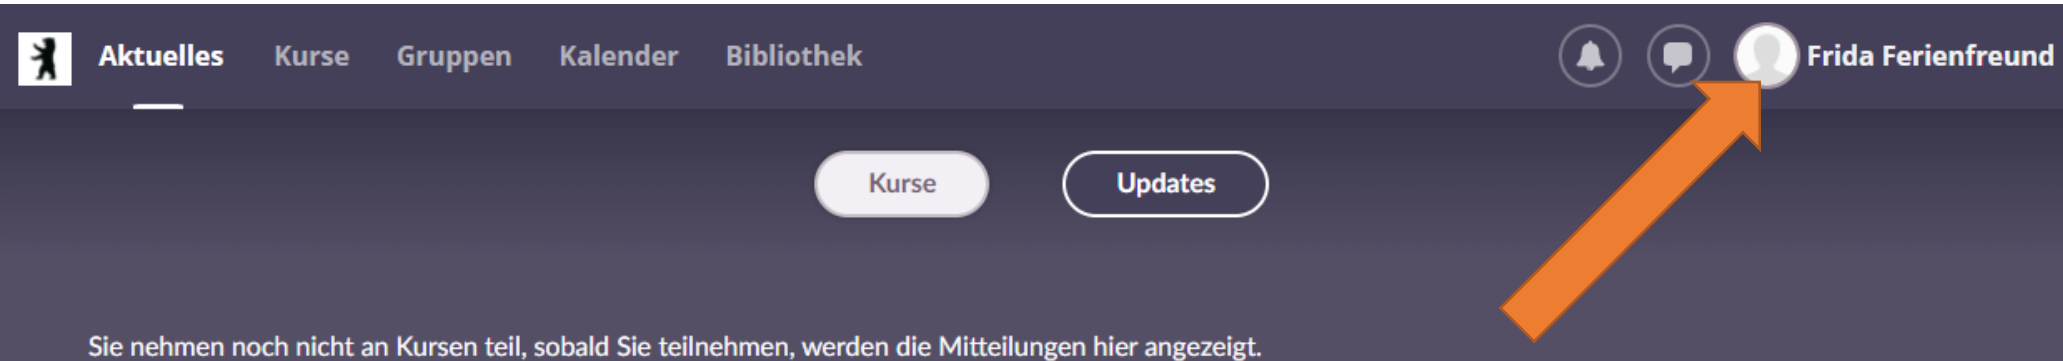 Aktuelles Kurse Gruppen Kalender Bibliothek Frida Ferienfreund
Kurse Updates
Sie nehmen noch nicht an Kursen teil, sobald Sie teilnehmen, werden die Mitteilungen hier angezeigt.